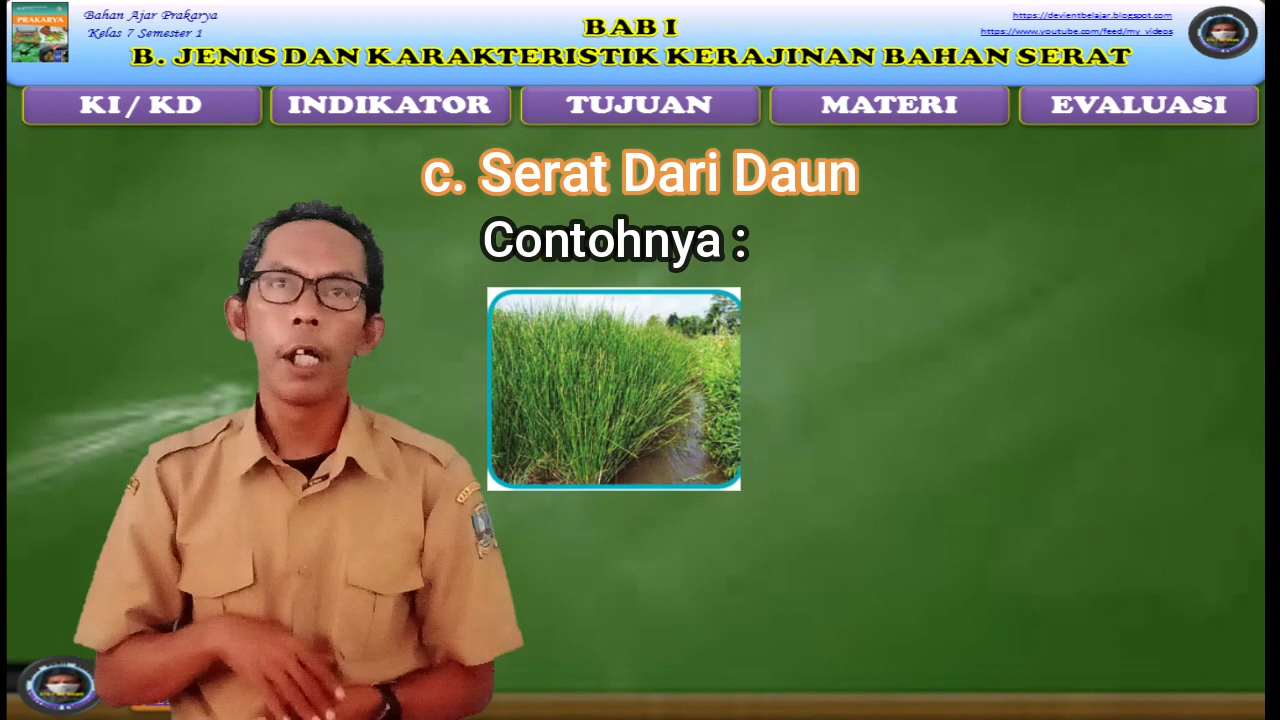 PRAKARYA
Bahan Ajar Prakarya
Kelas 7 Semester 1
BAB I
B. JENIS DAN KARAKTERISTIK KERAJINAN BAHAN SERAT
https://devientbelajar.blogspot.com
https://www.youtube.com/feed/my_videos
KI / KD
INDIKATOR
TUJUAN
MATERI
EVALUASI
c. Serat Dari Daun
Contohnya :